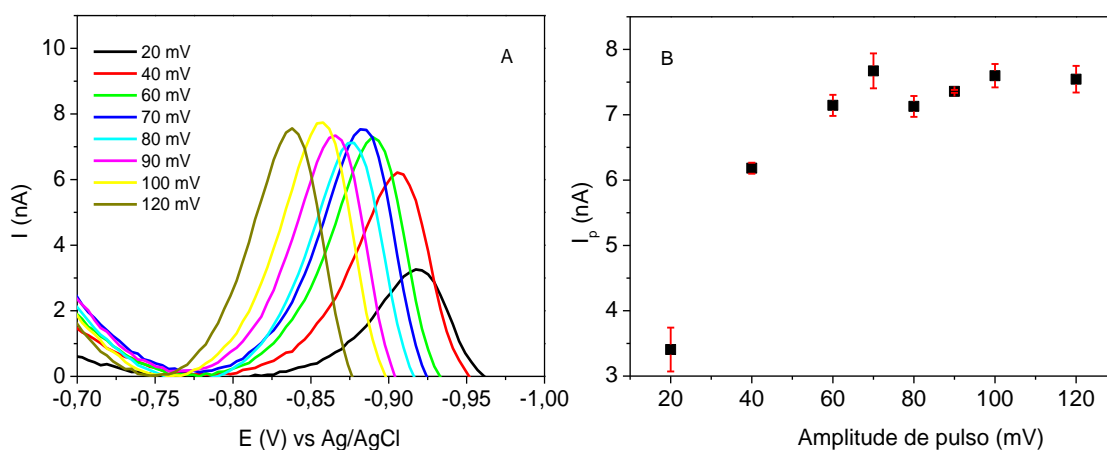 A
20 mV
40 mV
60 mV
70 mV
80 mV
90 mV
100 mV
120 mV
I (nA)
10
8
6
4
2
0
-0,70 -0,75 -0,80 -0,85 -0,90 -0,95 -1,00
E (V) vs Ag/AgCl
B
Ip (nA)
8
7
6
5
4
3
20 40 60 80 100 120
Amplitude de pulso (mV)